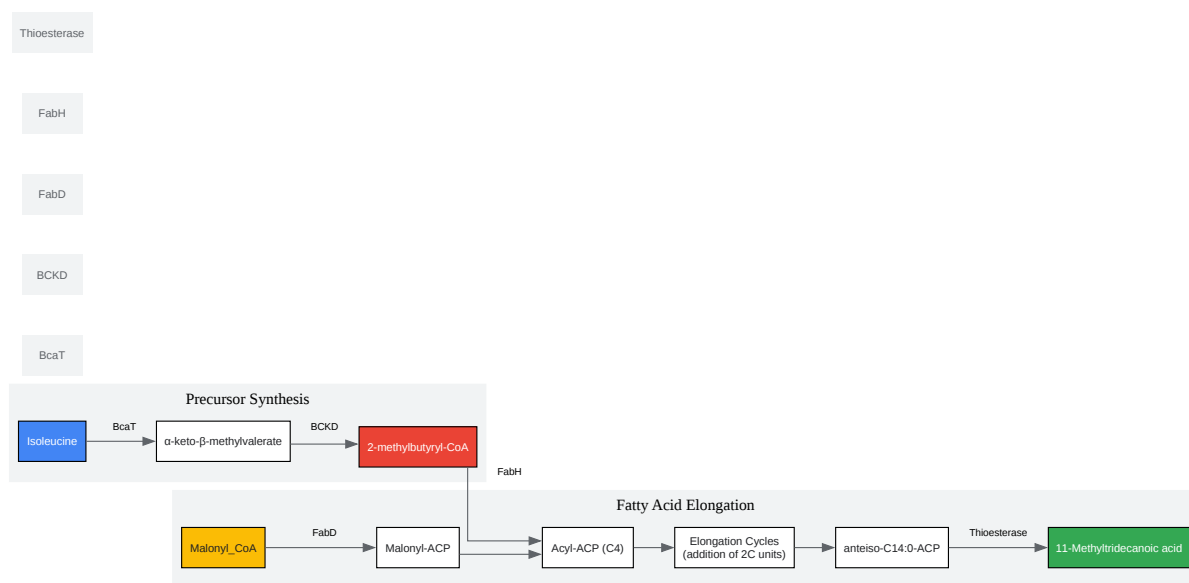 Thioesterase
FabH
FabD
BCKD
BcaT
Precursor Synthesis
Isoleucine
BcaT
α-keto-β-methylvalerate
BCKD
2-methylbutyryl-CoA
FabH
Fatty Acid Elongation
Malonyl_CoA
FabD
Malonyl-ACP
Acyl-ACP (C4)
Elongation Cycles
(addition of 2C units)
anteiso-C14:0-ACP
Thioesterase
11-Methyltridecanoic acid